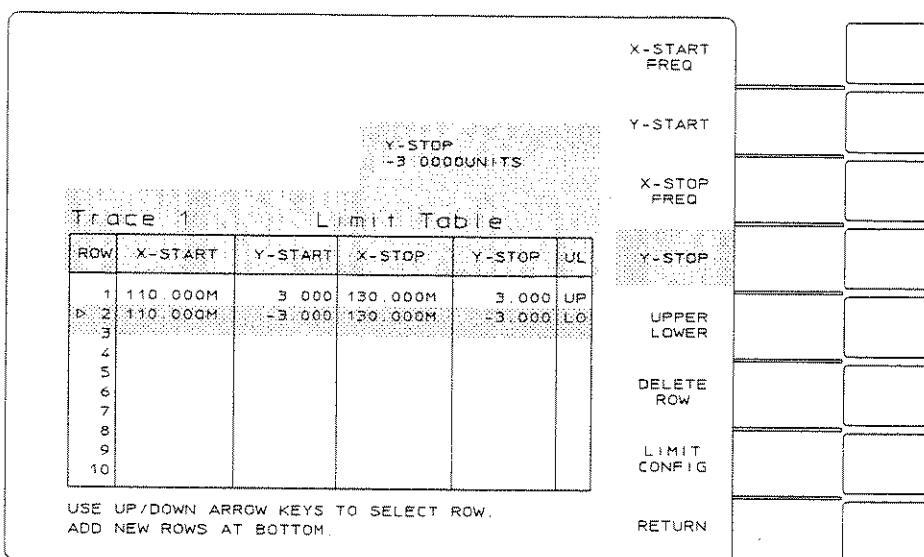 X-START
FREQ
Y-START
Y-STOP
-3.0000UNITS
X-STOP
FREQ
Trace 1 Limit Table
ROW X-START Y-START X-STOP Y-STOP UL
Y-STOP
1 110.000M 3.000 130.000M 3.000 UP
▷ 2 110.000M -3.000 130.000M -3.000 LO
3
4
5
6
7
8
9
10
UPPER
LOWER
DELETE
ROW
LIMIT
CONFIG
USE UP/DOWN ARROW KEYS TO SELECT ROW.
ADD NEW ROWS AT BOTTOM.
RETURN